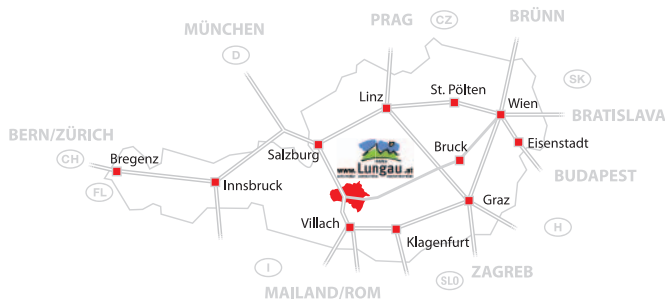 PRAG
CZ
BRÜNN
MÜNCHEN
D
SK
St. Pölten
Linz
Wien
BRATISLAVA
BERN/ZÜRICH
CH
Bregenz
Salzburg
Bruck
Eisenstadt
www.Lungau.at
BUDAPEST
FL
Innsbruck
Graz
Villach
Klagenfurt
H
I
ZAGREB
SLO
MAILAND/ROM